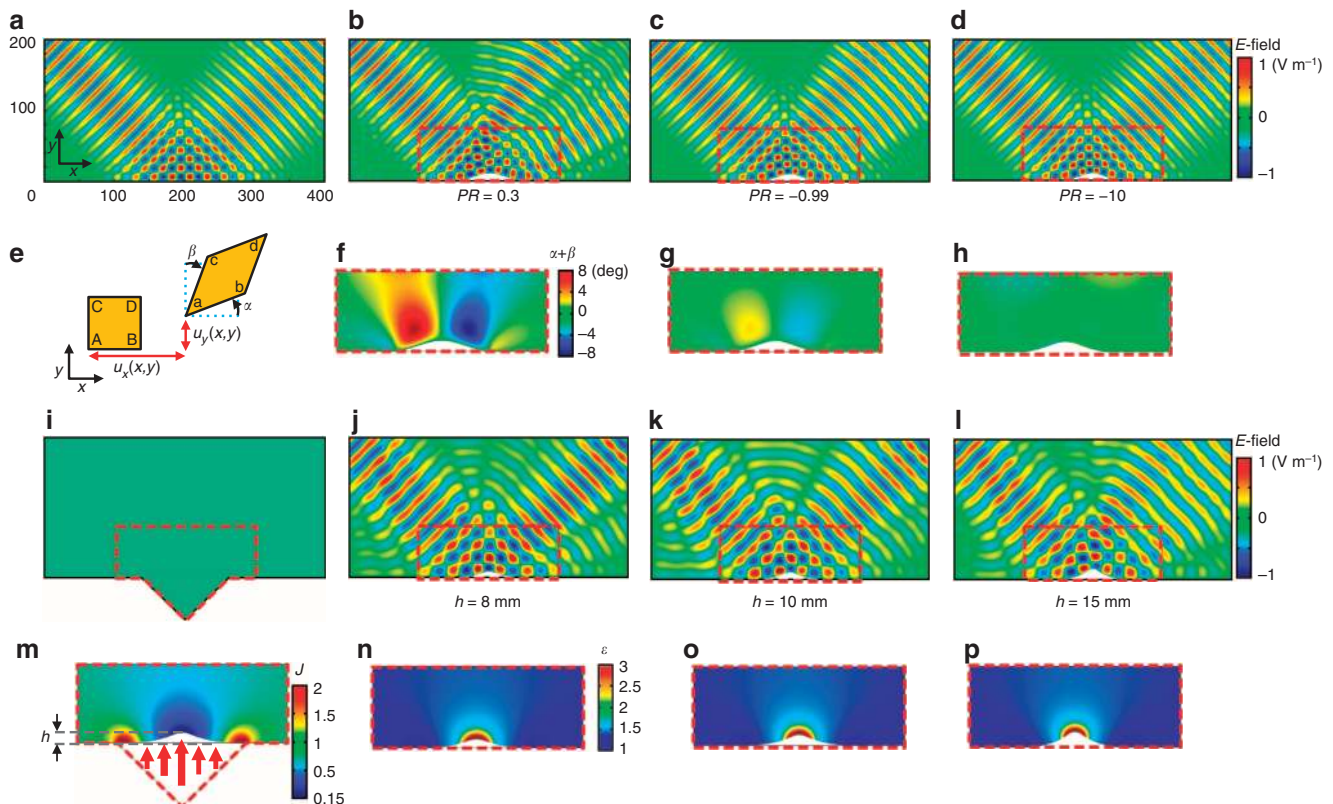 a
b
c
d
200
100
0
y
x
0 100 200 300 400
PR = 0.3
PR = −0.99
PR = −10
E-field
1 (V m⁻¹)
0
−1
e
β
c
d
a
b
α
C D
A B
u_y(x,y)
u_x(x,y)
y
x
f
α+β
8 (deg)
4
0
−4
−8
g
h
i
j
k
l
h = 8 mm
h = 10 mm
h = 15 mm
E-field
1 (V m⁻¹)
0
−1
m
h
J
2
1.5
1
0.5
0.15
n
ε
3
2.5
2
1.5
1
o
p